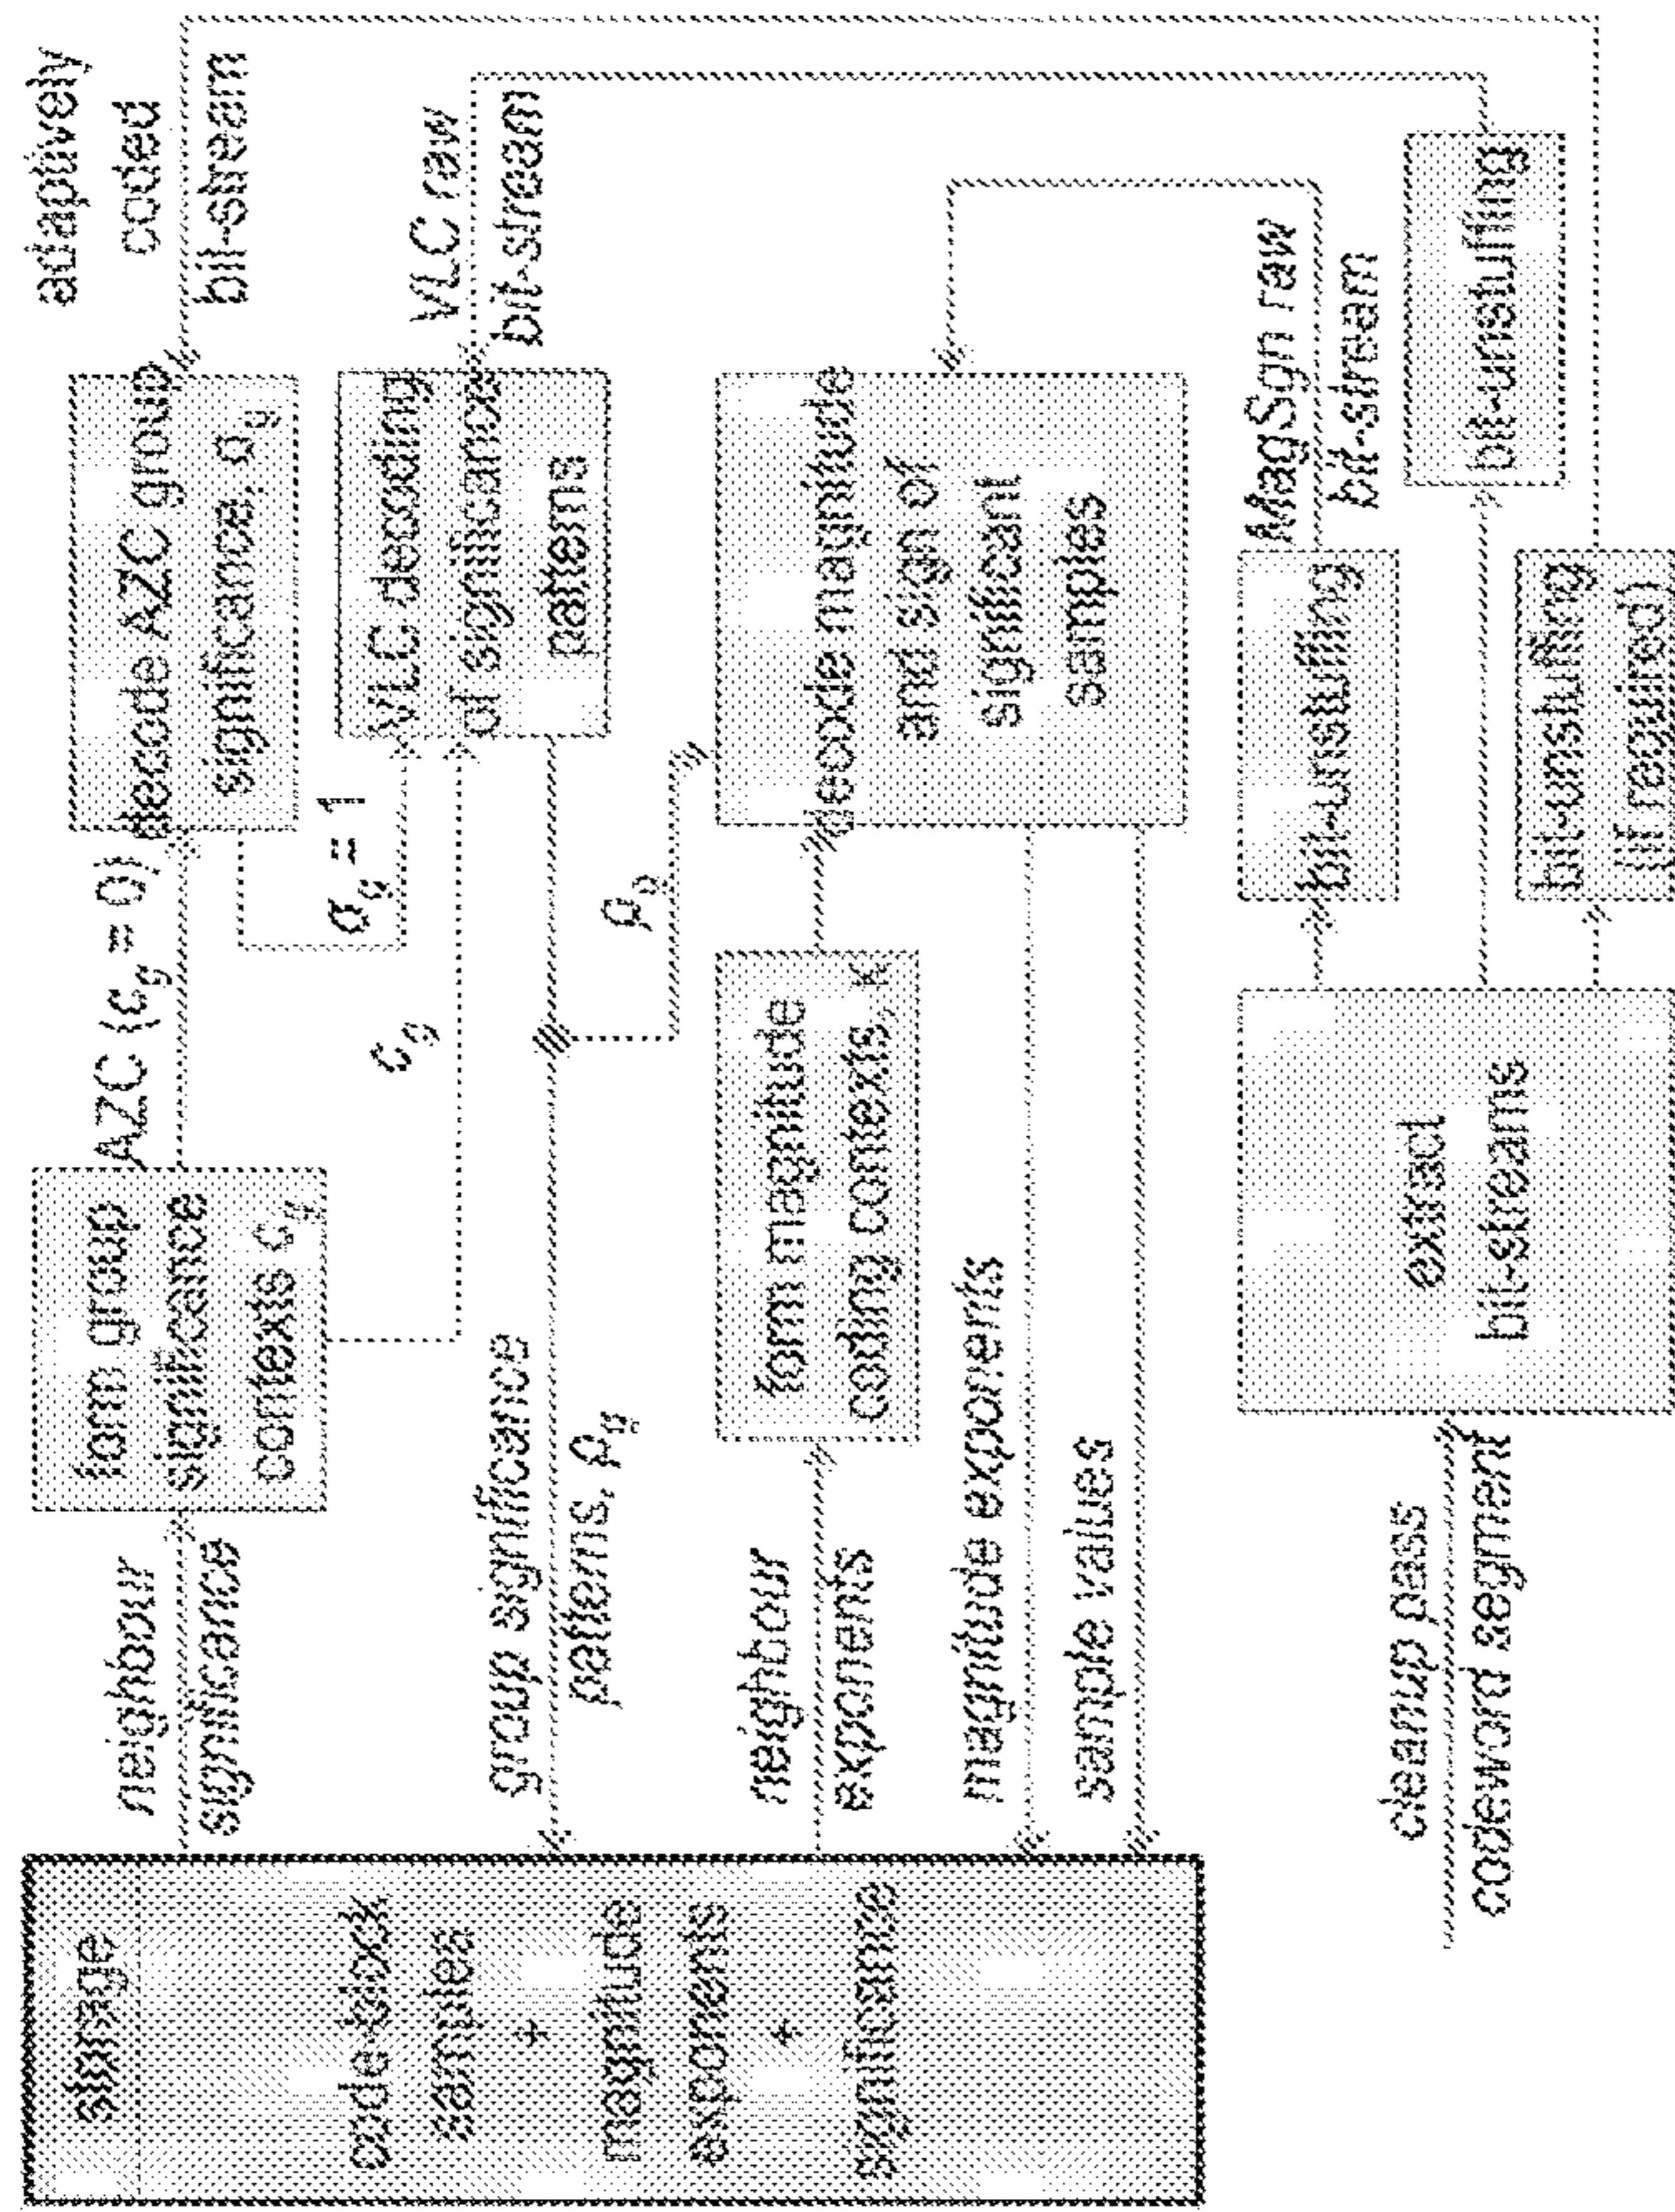 storage
code-block
samples
+
magnitude
exponents
+
significance
neighbour
significance
form group
significance
contexts c_g
AZC (c_g = 0)
decode AZC group
significance, σ_g
adaptively
coded
bit-stream
σ_g = 1
c_g
VLC decoding
of significance
patterns
VLC raw
bit-stream
group significance
patterns, ρ_g
ρ_g
neighbour
exponents
form magnitude
coding contexts, κ
decode magnitude
and sign of
significant
samples
magnitude exponents
sample values
MagSgn raw
bit-stream
cleanup pass
codeword segment
extract
bit-streams
bit-unstuffing
bit-unstuffing
bit-unstuffing
(if required)